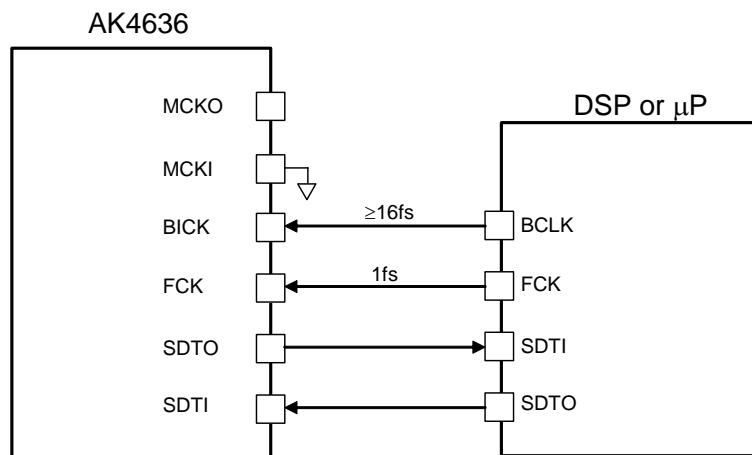 AK4636
DSP or μP
MCKO
MCKI
BICK
≥16fs
BCLK
FCK
1fs
FCK
SDTO
SDTI
SDTI
SDTO